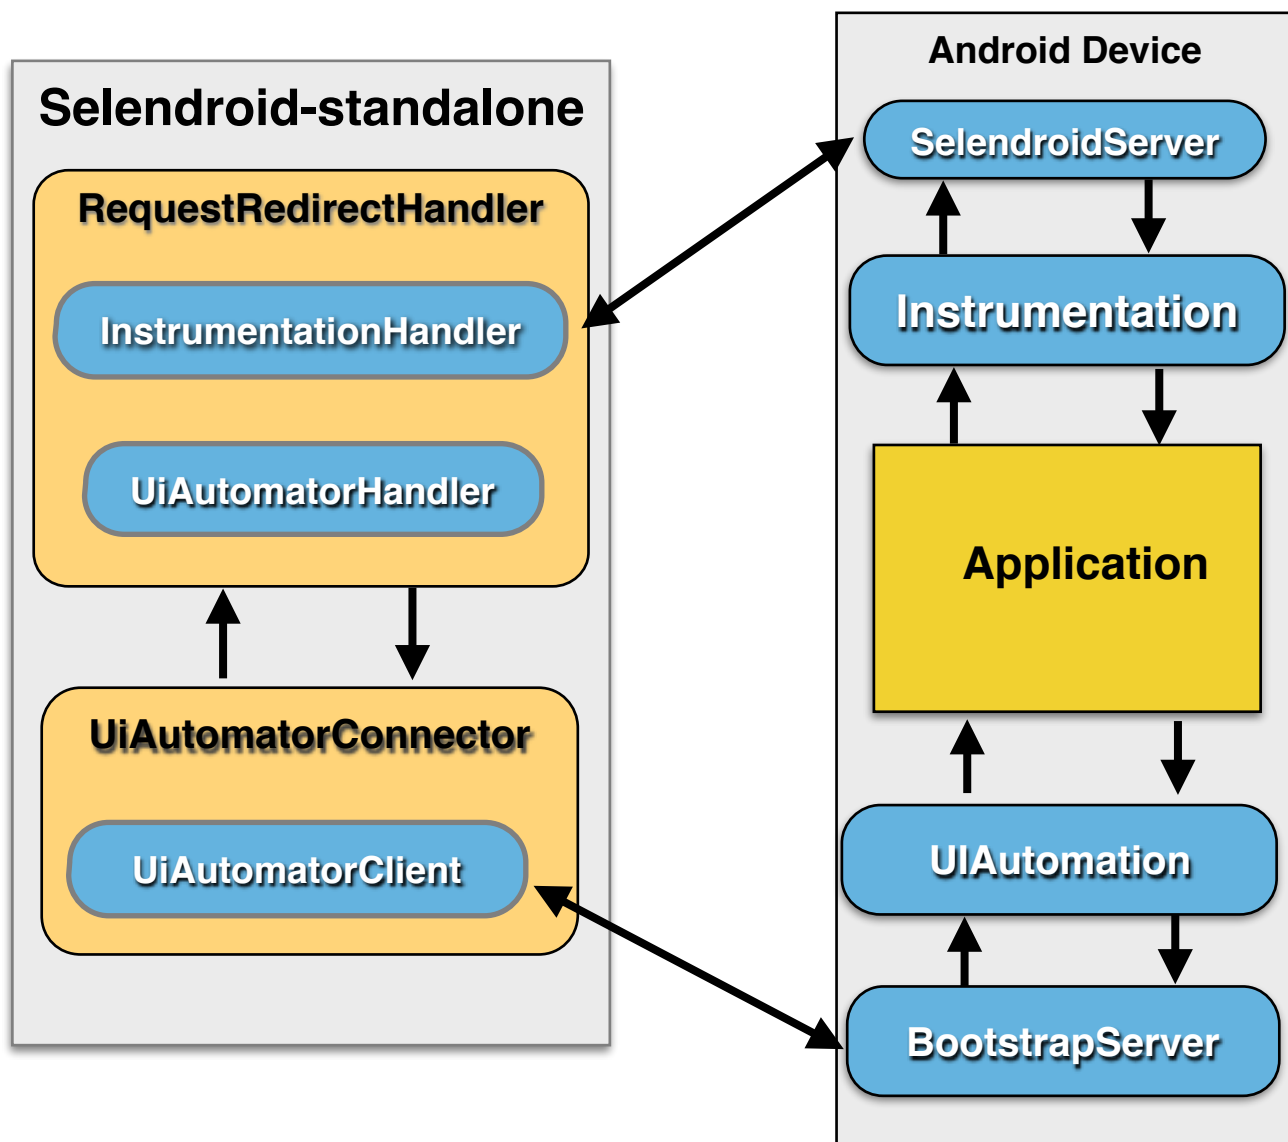 Selendroid-standalone
RequestRedirectHandler
InstrumentationHandler
UiAutomatorHandler
UiAutomatorConnector
UiAutomatorClient
Android Device
SelendroidServer
Instrumentation
Application
UIAutomation
BootstrapServer